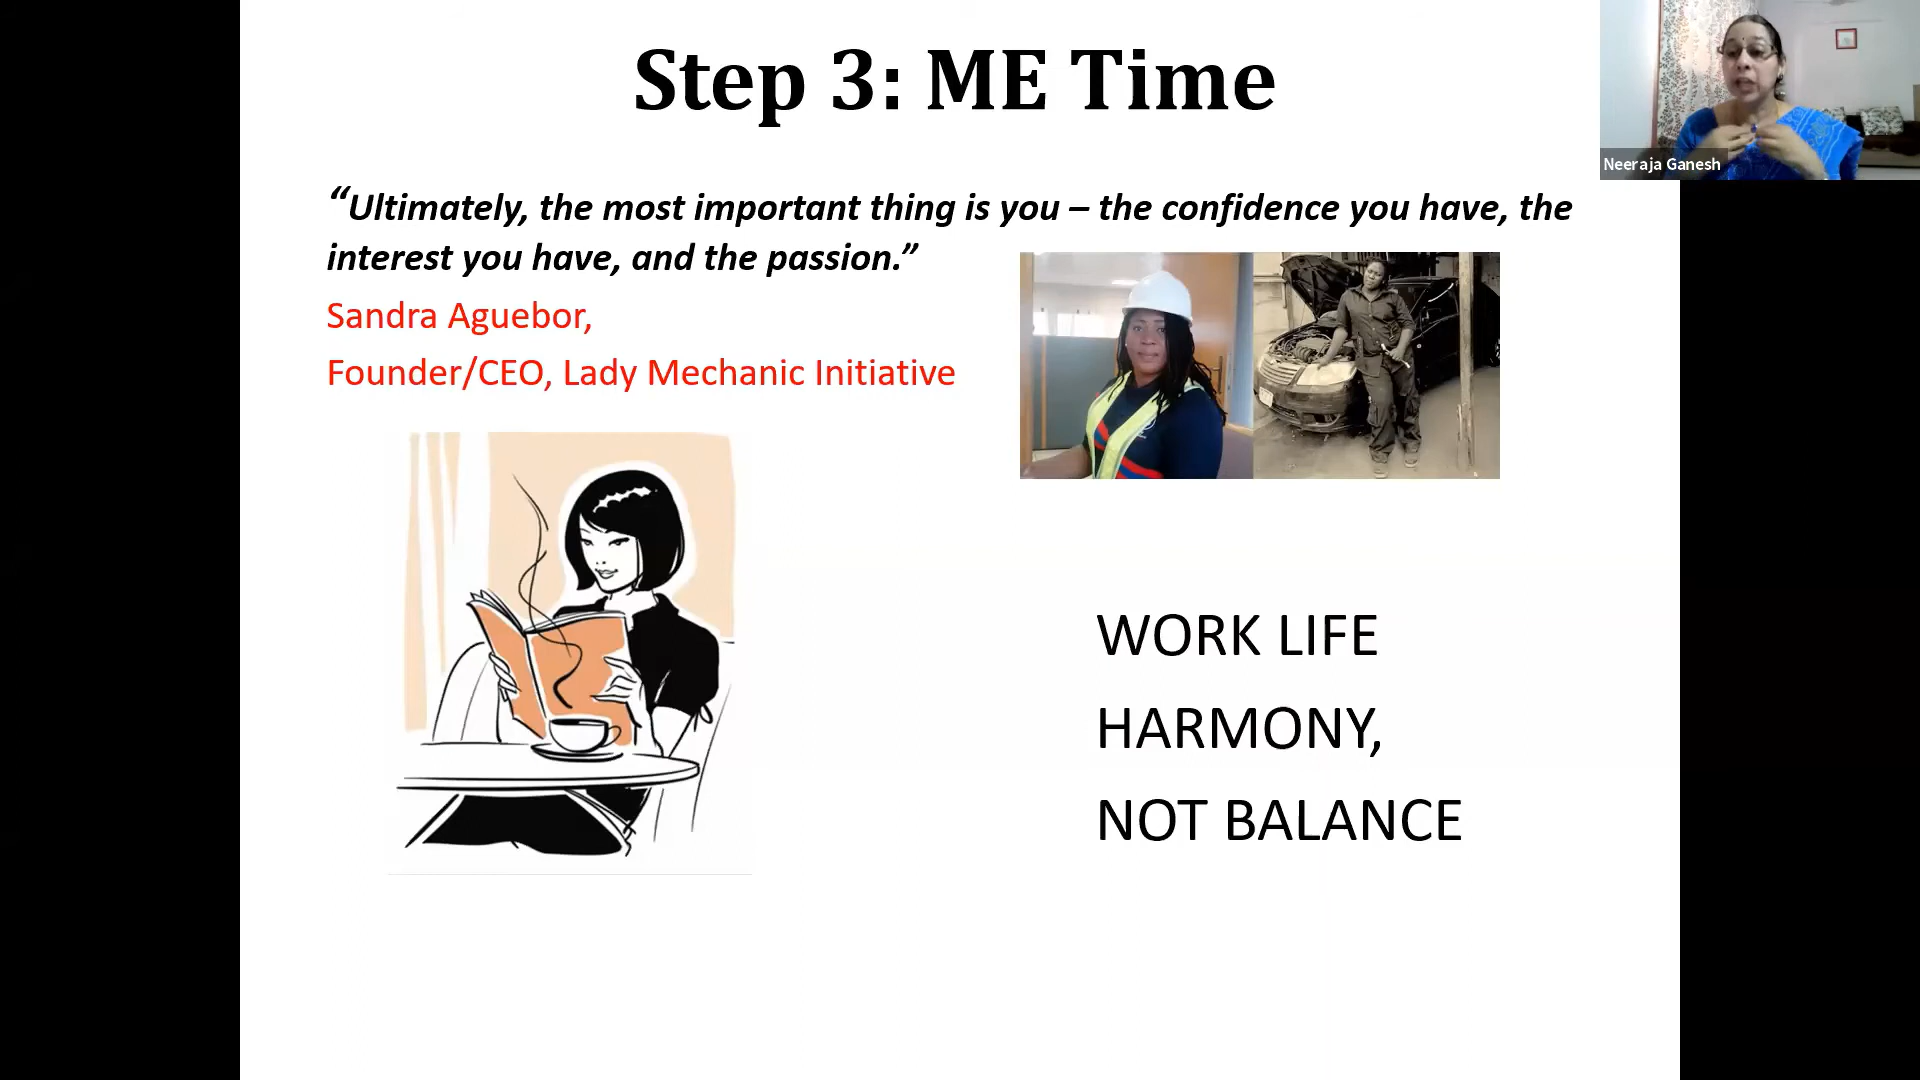 Step 3: ME Time
Neeraja Ganesh
“Ultimately, the most important thing is you – the confidence you have, the
interest you have, and the passion.”
Sandra Aguebor,
Founder/CEO, Lady Mechanic Initiative
WORK LIFE
HARMONY,
NOT BALANCE